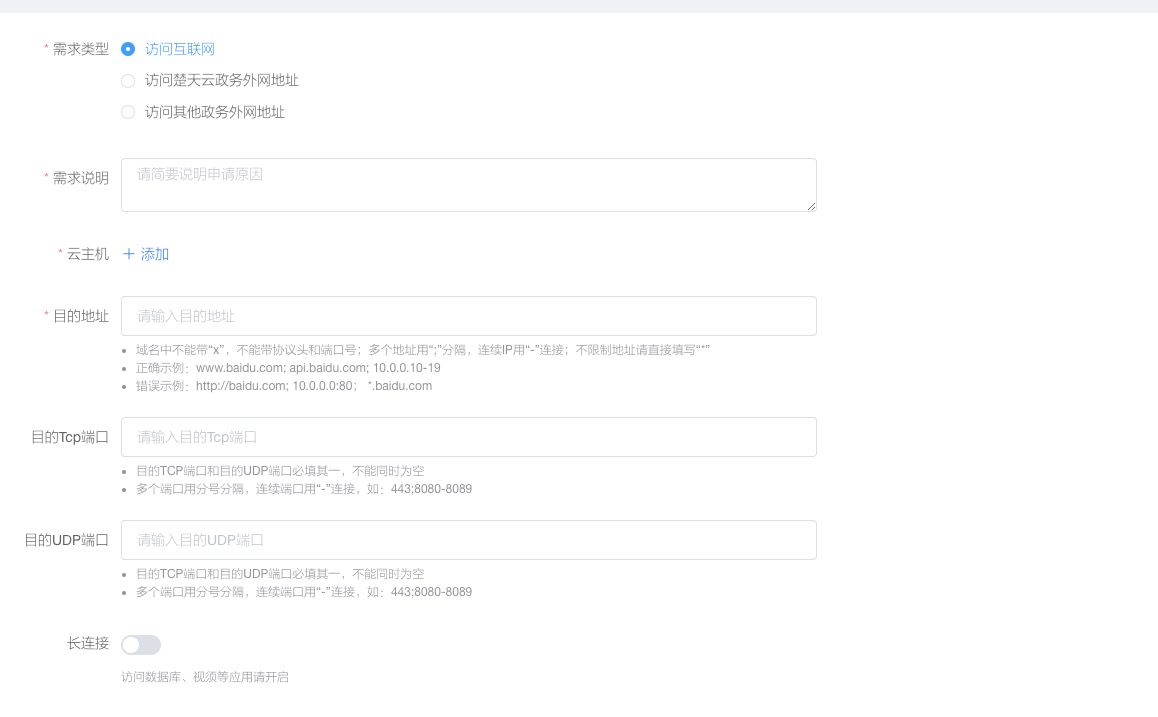 * 需求类型 访问互联网
访问楚天云政务外网地址
访问其他政务外网地址
* 需求说明 请简要说明申请原因
* 云主机 + 添加
* 目的地址 请输入目的地址
• 域名中不能带“x”，不能带协议头和端口号；多个地址用“;”分隔，连续IP用“-”连接；不限制地址请直接填写“*”
• 正确示例：www.baidu.com; api.baidu.com; 10.0.0.10-19
• 错误示例：http://baidu.com; 10.0.0.0:80； *.baidu.com
目的Tcp端口 请输入目的Tcp端口
• 目的TCP端口和目的UDP端口必填其一，不能同时为空
• 多个端口用分号分隔，连续端口用“-”连接，如：443;8080-8089
目的UDP端口 请输入目的UDP端口
• 目的TCP端口和目的UDP端口必填其一，不能同时为空
• 多个端口用分号分隔，连续端口用“-”连接，如：443;8080-8089
长连接
访问数据库、视须等应用请开启